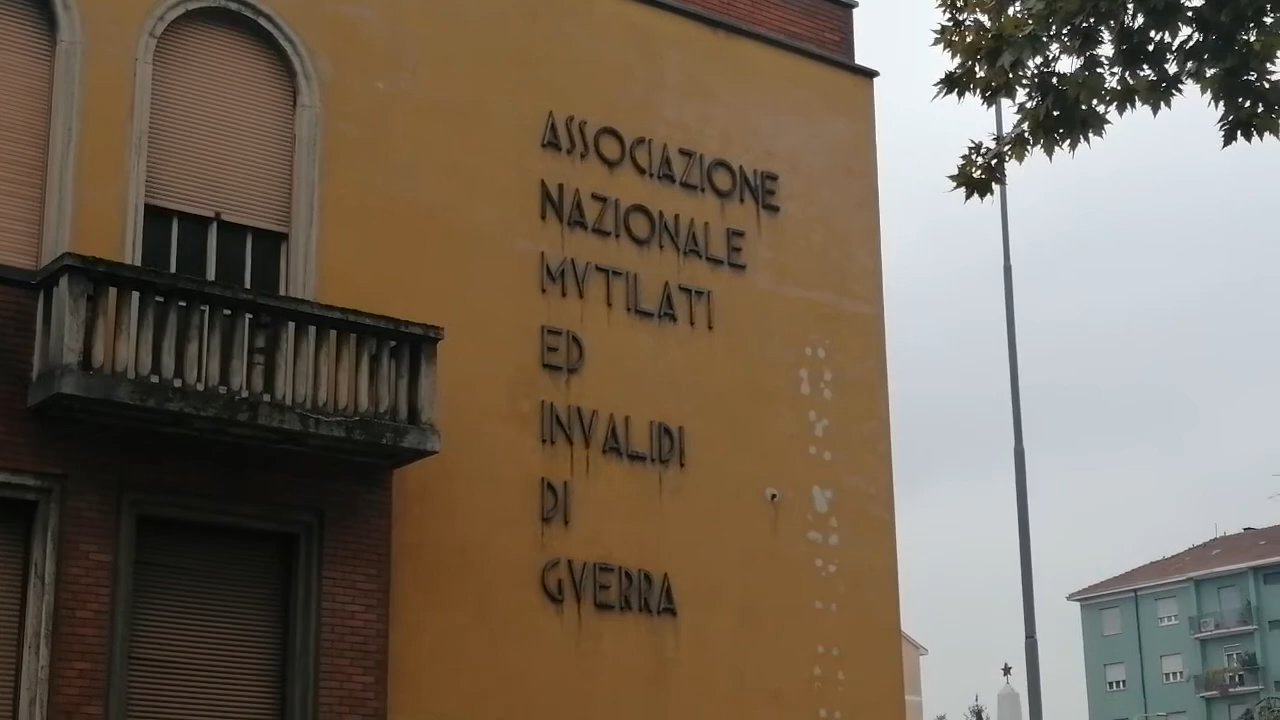 ASSOCIAZIONE
NAZIONALE
MVTILATI
ED
INVALIDI
DI
GVERRA